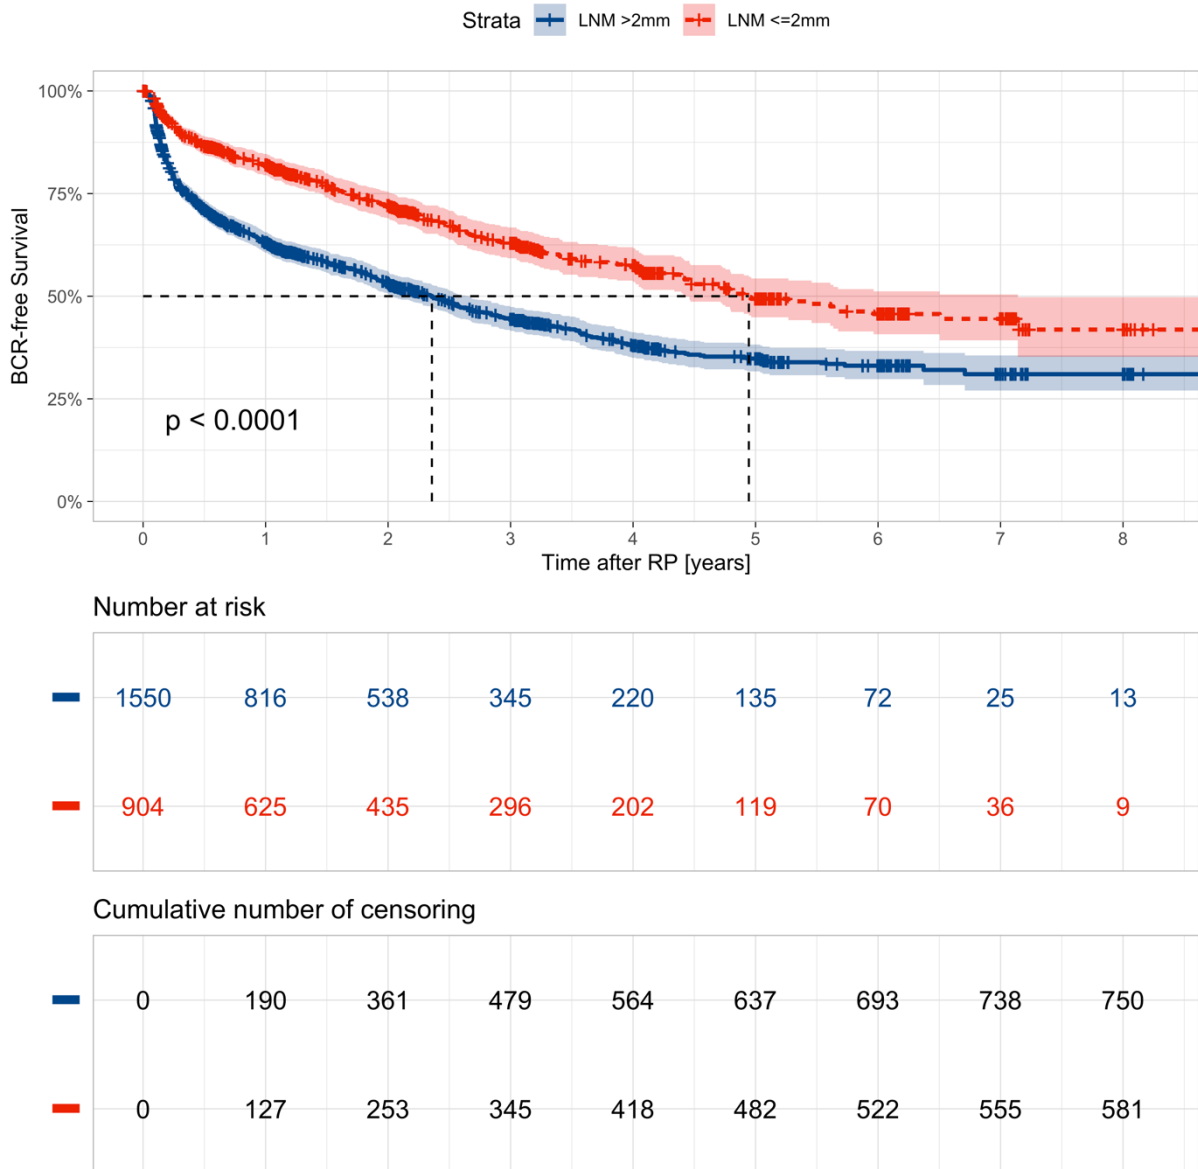 Strata LNM >2mm LNM <=2mm
BCR-free Survival
100%
75%
50%
25%
0%
p < 0.0001
0 1 2 3 4 5 6 7 8
Time after RP [years]
Number at risk
1550 816 538 345 220 135 72 25 13
904 625 435 296 202 119 70 36 9
Cumulative number of censoring
0 190 361 479 564 637 693 738 750
0 127 253 345 418 482 522 555 581